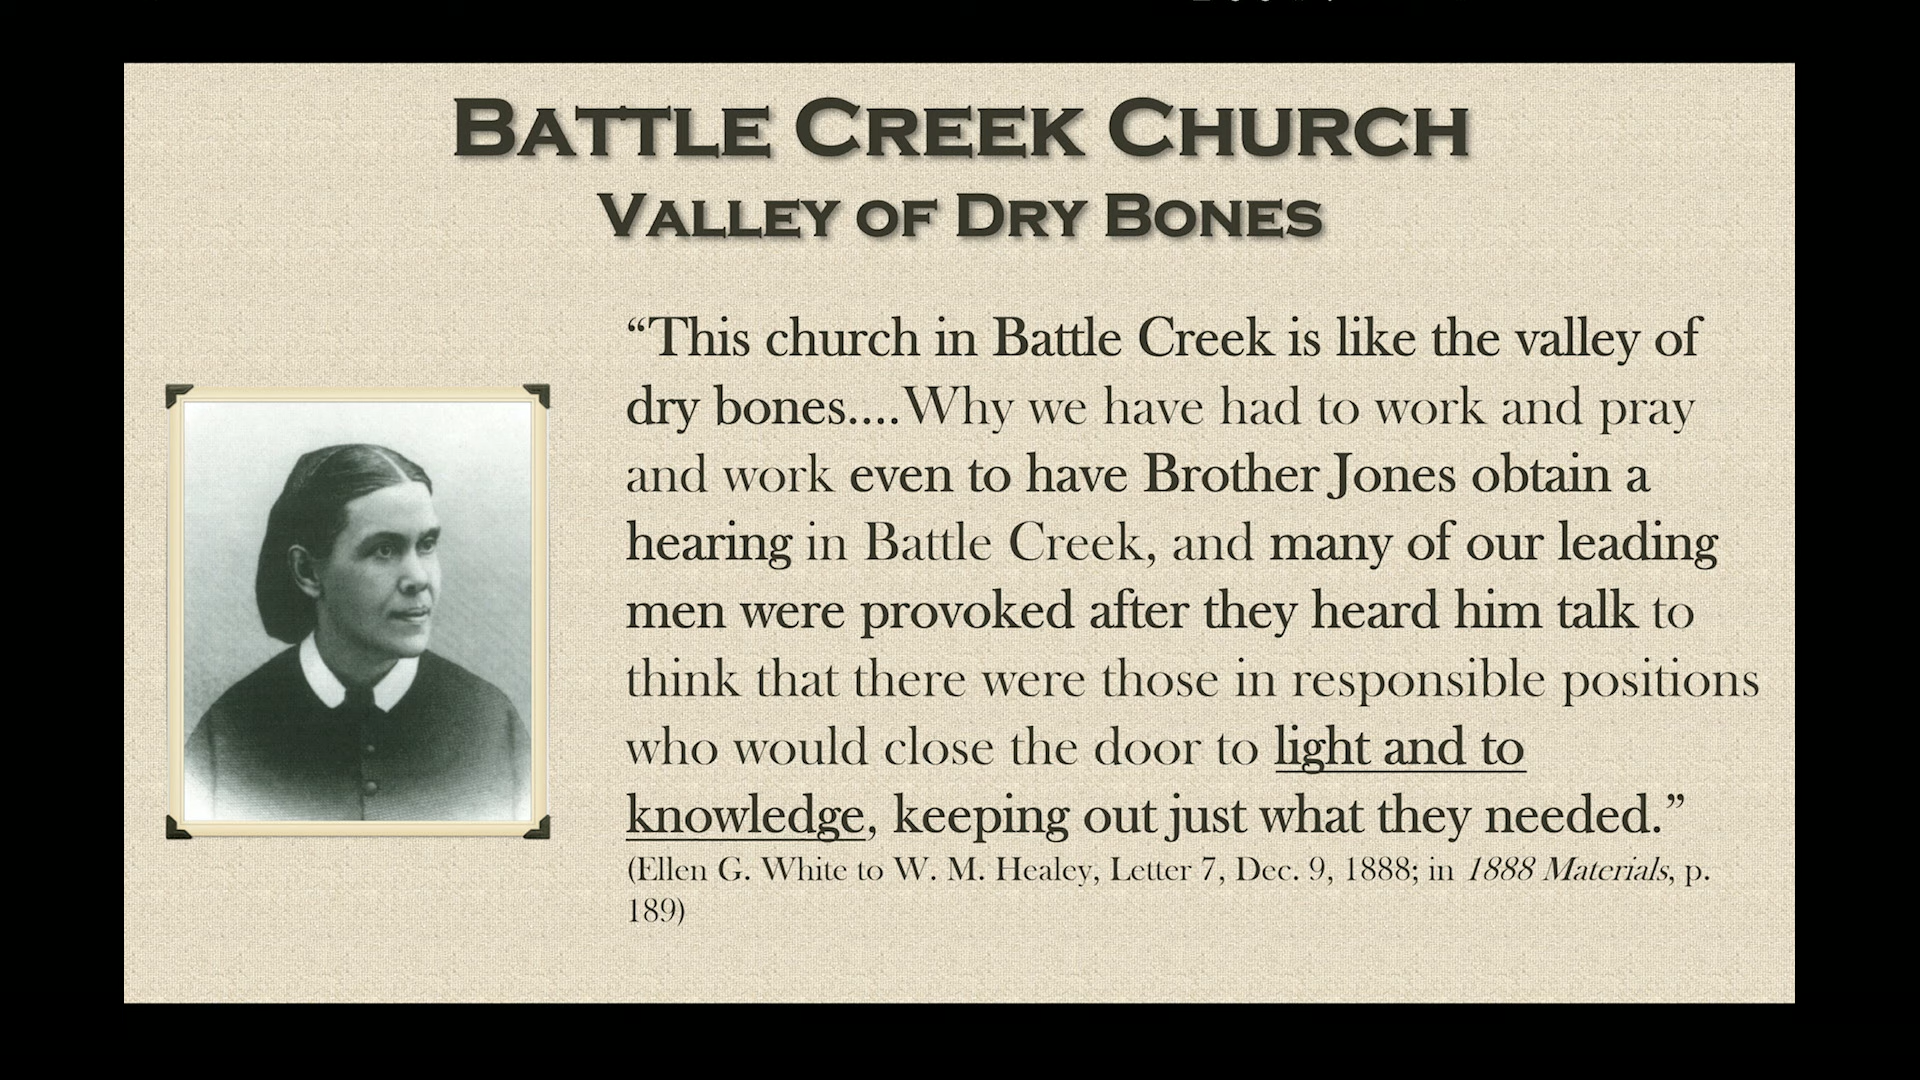 BATTLE CREEK CHURCH
VALLEY OF DRY BONES
“This church in Battle Creek is like the valley of
dry bones....Why we have had to work and pray
and work even to have Brother Jones obtain a
hearing in Battle Creek, and many of our leading
men were provoked after they heard him talk to
think that there were those in responsible positions
who would close the door to light and to
knowledge, keeping out just what they needed.”
(Ellen G. White to W. M. Healey, Letter 7, Dec. 9, 1888; in 1888 Materials, p.
189)